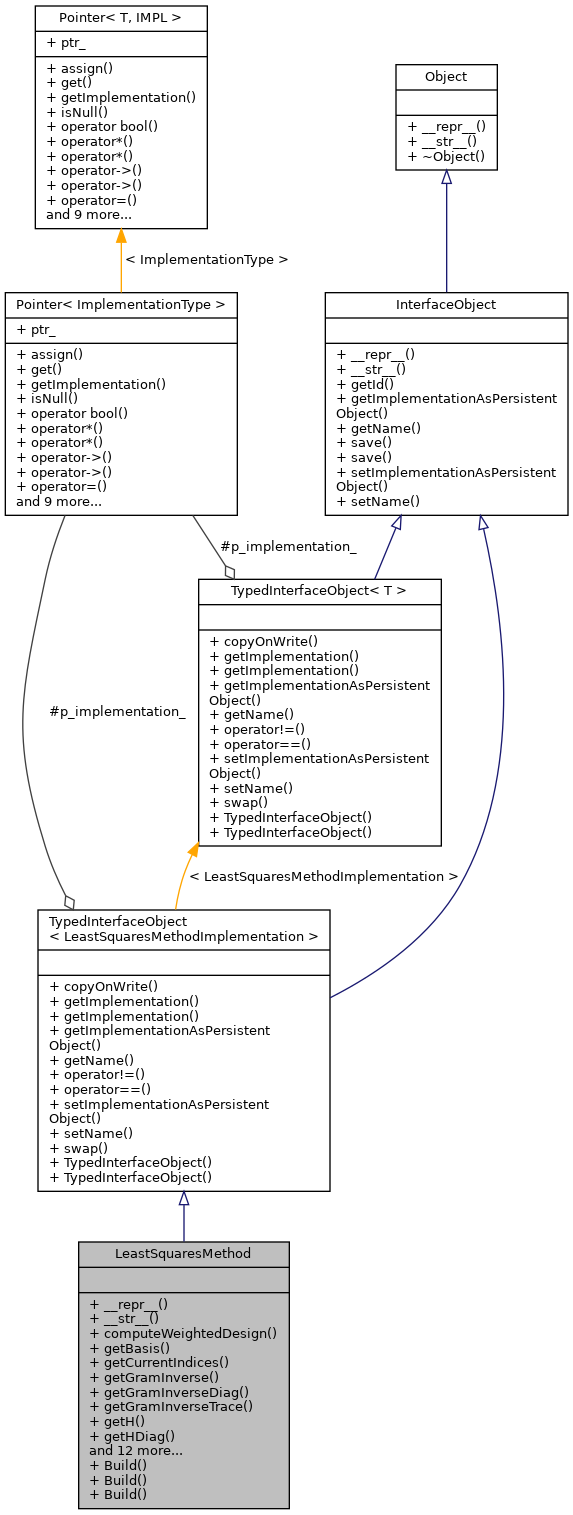 Pointer< T, IMPL >
+ ptr_
+ assign()
+ get()
+ getImplementation()
+ isNull()
+ operator bool()
+ operator*()
+ operator*()
+ operator->()
+ operator->()
+ operator=()
and 9 more...
Object
+ __repr__()
+ __str__()
+ ~Object()
< ImplementationType >
Pointer< ImplementationType >
+ ptr_
+ assign()
+ get()
+ getImplementation()
+ isNull()
+ operator bool()
+ operator*()
+ operator*()
+ operator->()
+ operator->()
+ operator=()
and 9 more...
InterfaceObject
+ __repr__()
+ __str__()
+ getId()
+ getImplementationAsPersistent
Object()
+ getName()
+ save()
+ save()
+ setImplementationAsPersistent
Object()
+ setName()
#p_implementation_
TypedInterfaceObject< T >
+ copyOnWrite()
+ getImplementation()
+ getImplementation()
+ getImplementationAsPersistent
Object()
+ getName()
+ operator!=()
+ operator==()
+ setImplementationAsPersistent
Object()
+ setName()
+ swap()
+ TypedInterfaceObject()
+ TypedInterfaceObject()
#p_implementation_
< LeastSquaresMethodImplementation >
TypedInterfaceObject
< LeastSquaresMethodImplementation >
+ copyOnWrite()
+ getImplementation()
+ getImplementation()
+ getImplementationAsPersistent
Object()
+ getName()
+ operator!=()
+ operator==()
+ setImplementationAsPersistent
Object()
+ setName()
+ swap()
+ TypedInterfaceObject()
+ TypedInterfaceObject()
LeastSquaresMethod
+ __repr__()
+ __str__()
+ computeWeightedDesign()
+ getBasis()
+ getCurrentIndices()
+ getGramInverse()
+ getGramInverseDiag()
+ getGramInverseTrace()
+ getH()
+ getHDiag()
and 12 more...
+ Build()
+ Build()
+ Build()